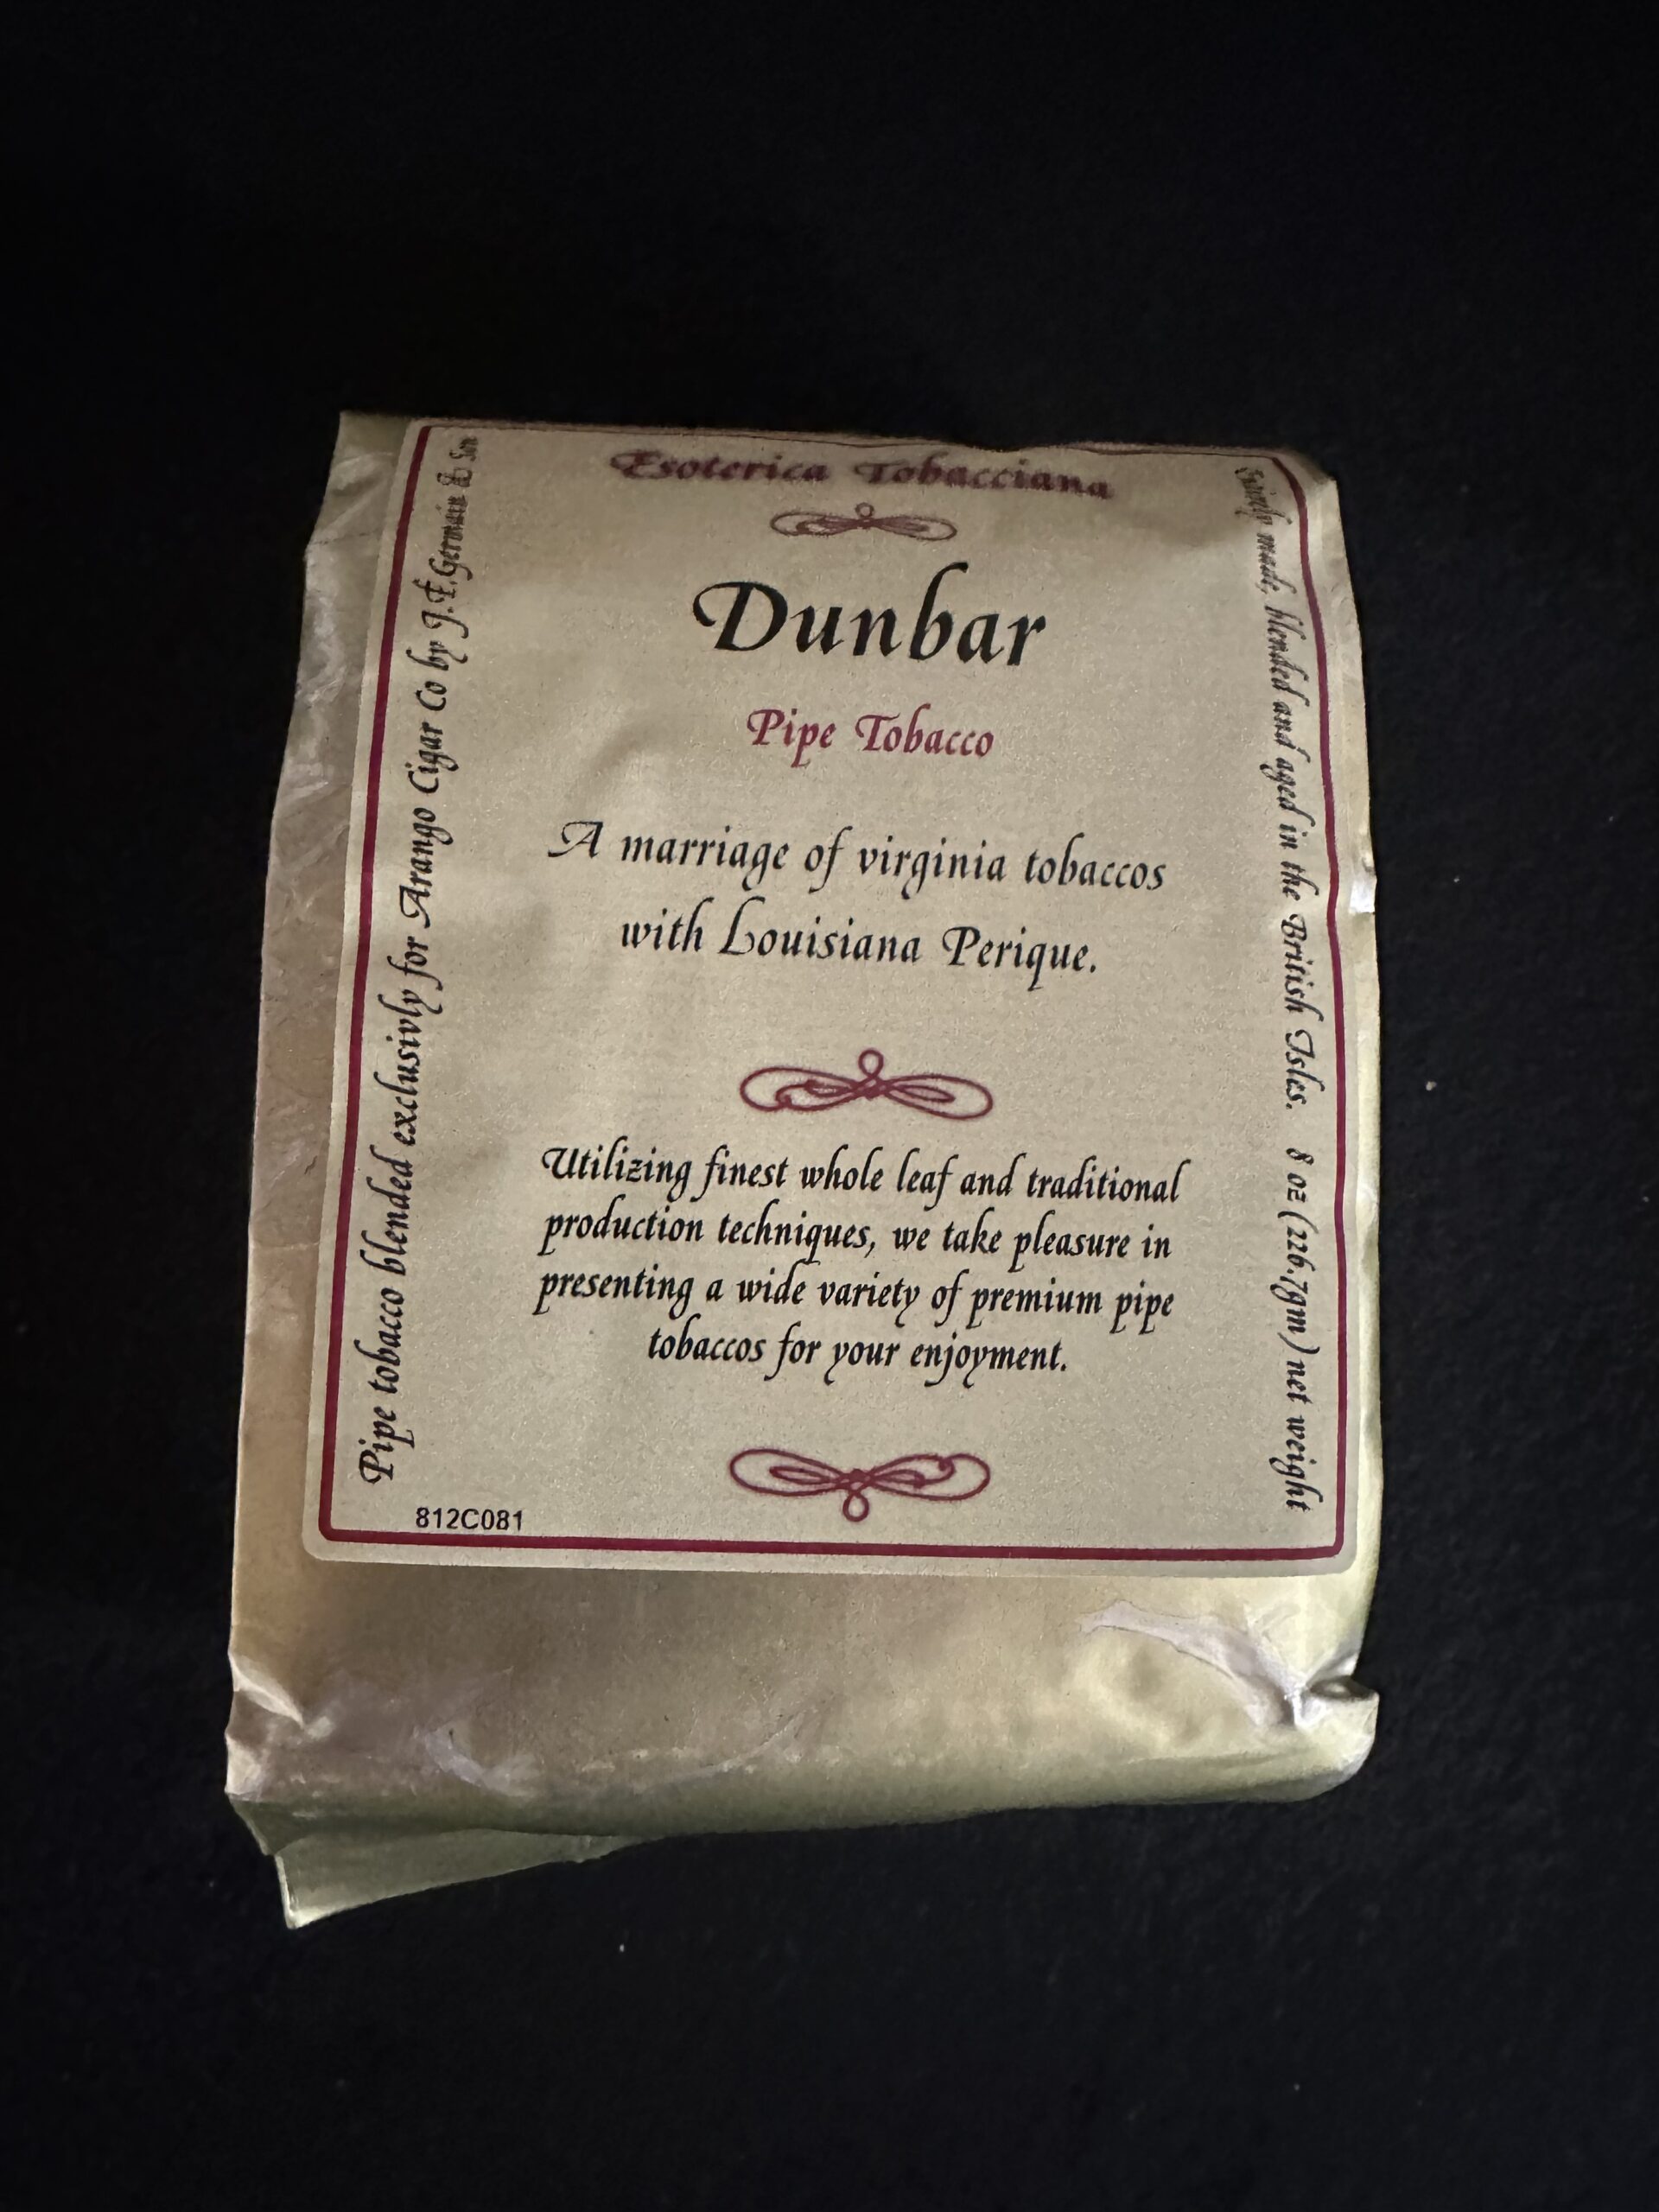 Esoterica Tobacciana
Dunbar
Pipe Tobacco
A marriage of virginia tobaccos
with Louisiana Perique.
Utilizing finest whole leaf and traditional
production techniques, we take pleasure in
presenting a wide variety of premium pipe
tobaccos for your enjoyment.
812C081
Pipe tobacco blended exclusivly for Arango Cigar Co by J.F.Germain & Son
Entirely made, blended and aged in the British Isles. 8 oz (226.7gm) net weight